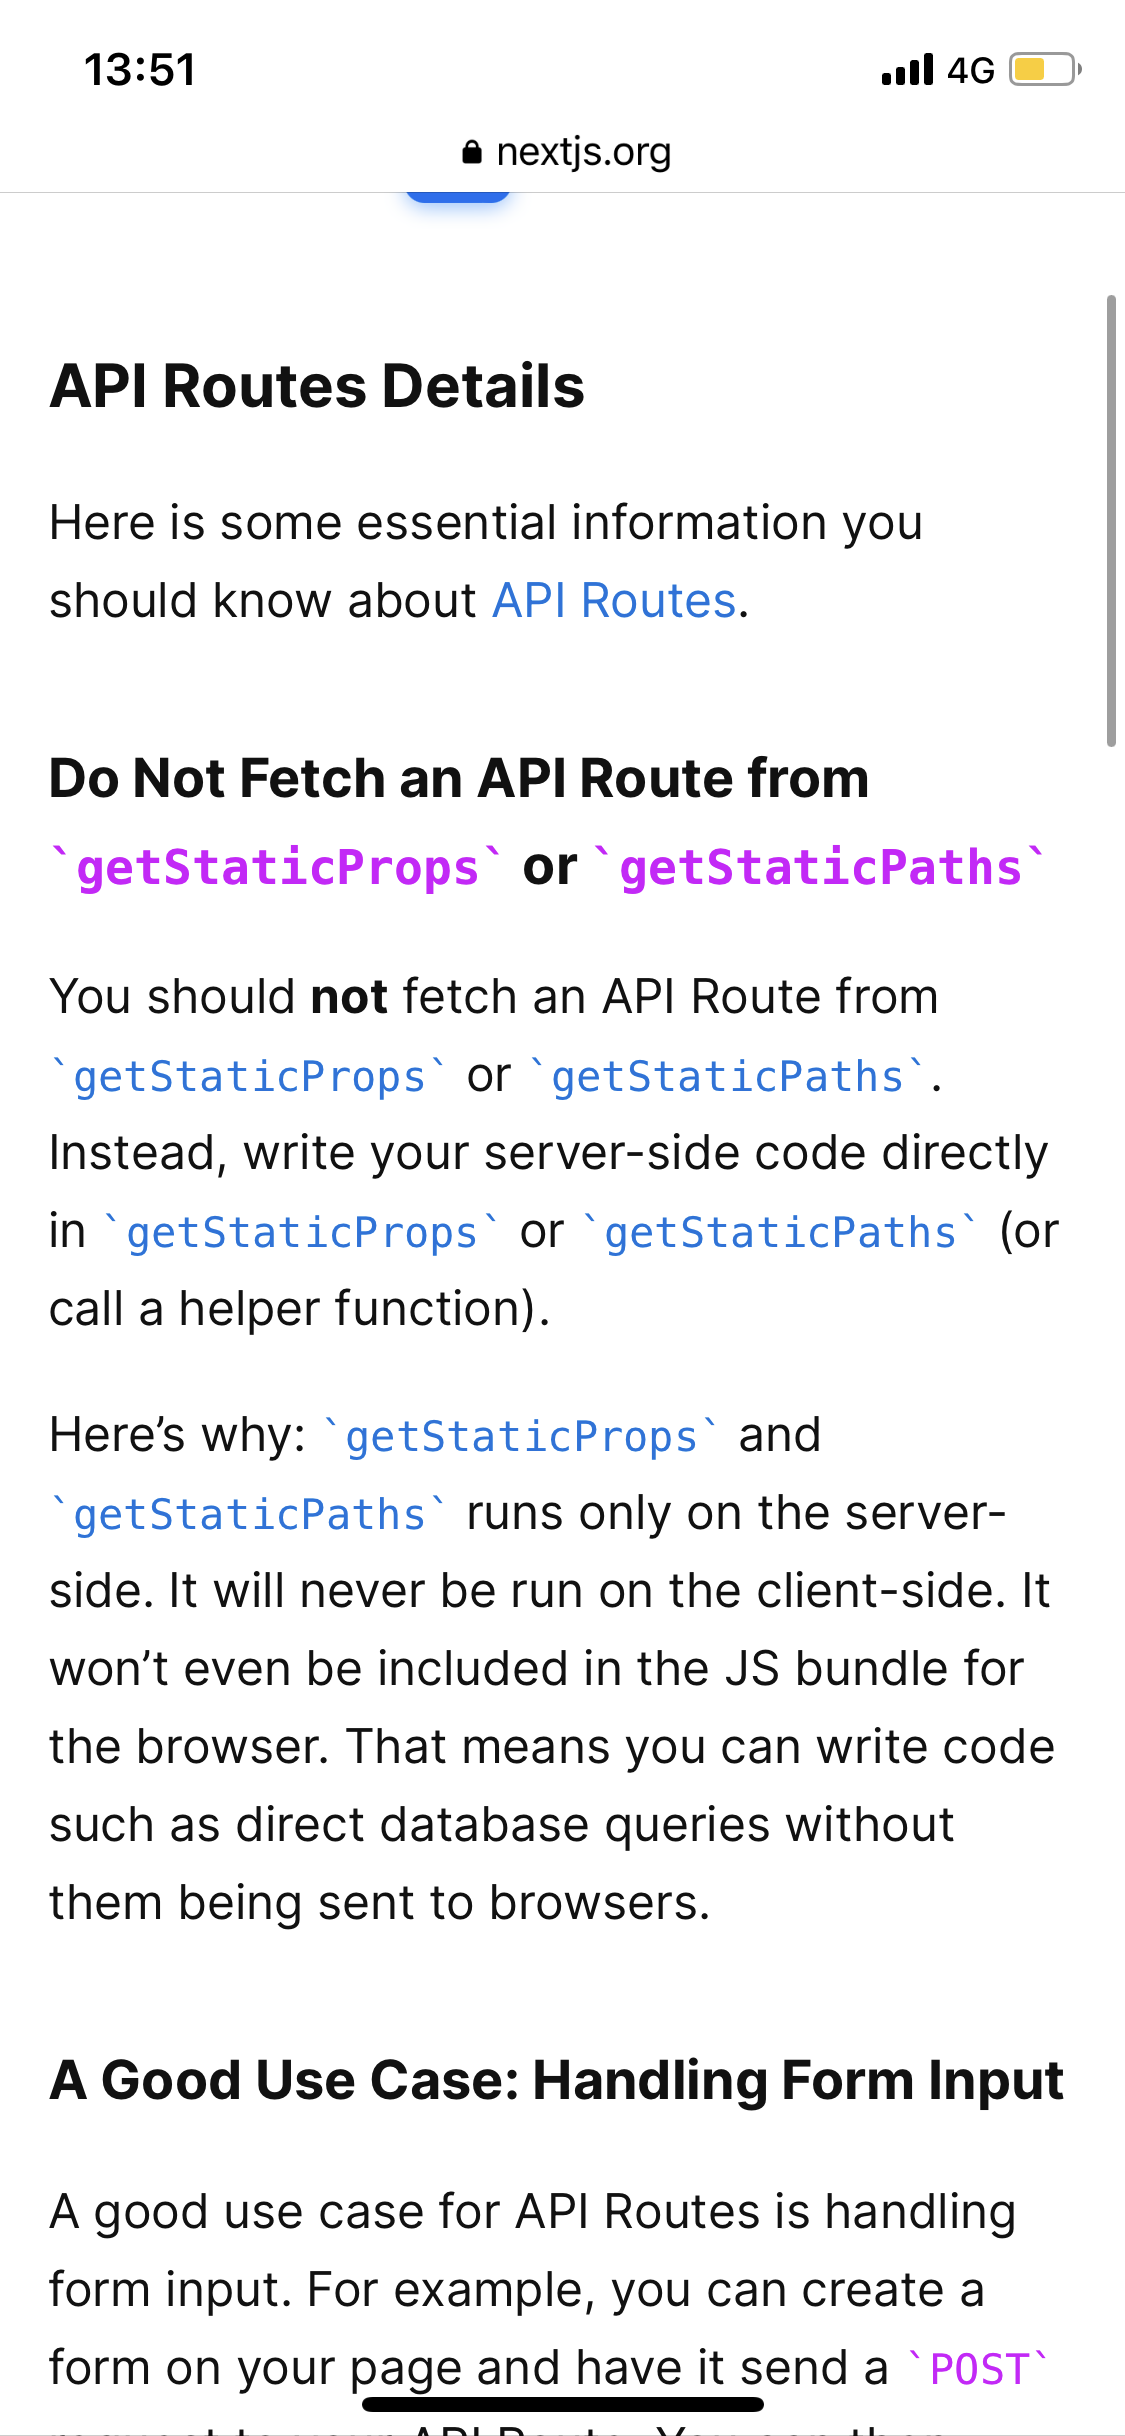 13:51
4G
nextjs.org
API Routes Details
Here is some essential information you
should know about API Routes.
Do Not Fetch an API Route from
`getStaticProps` or `getStaticPaths`
You should not fetch an API Route from
`getStaticProps` or `getStaticPaths`.
Instead, write your server-side code directly
in `getStaticProps` or `getStaticPaths` (or
call a helper function).
Here’s why: `getStaticProps` and
`getStaticPaths` runs only on the server-
side. It will never be run on the client-side. It
won’t even be included in the JS bundle for
the browser. That means you can write code
such as direct database queries without
them being sent to browsers.
A Good Use Case: Handling Form Input
A good use case for API Routes is handling
form input. For example, you can create a
form on your page and have it send a `POST`